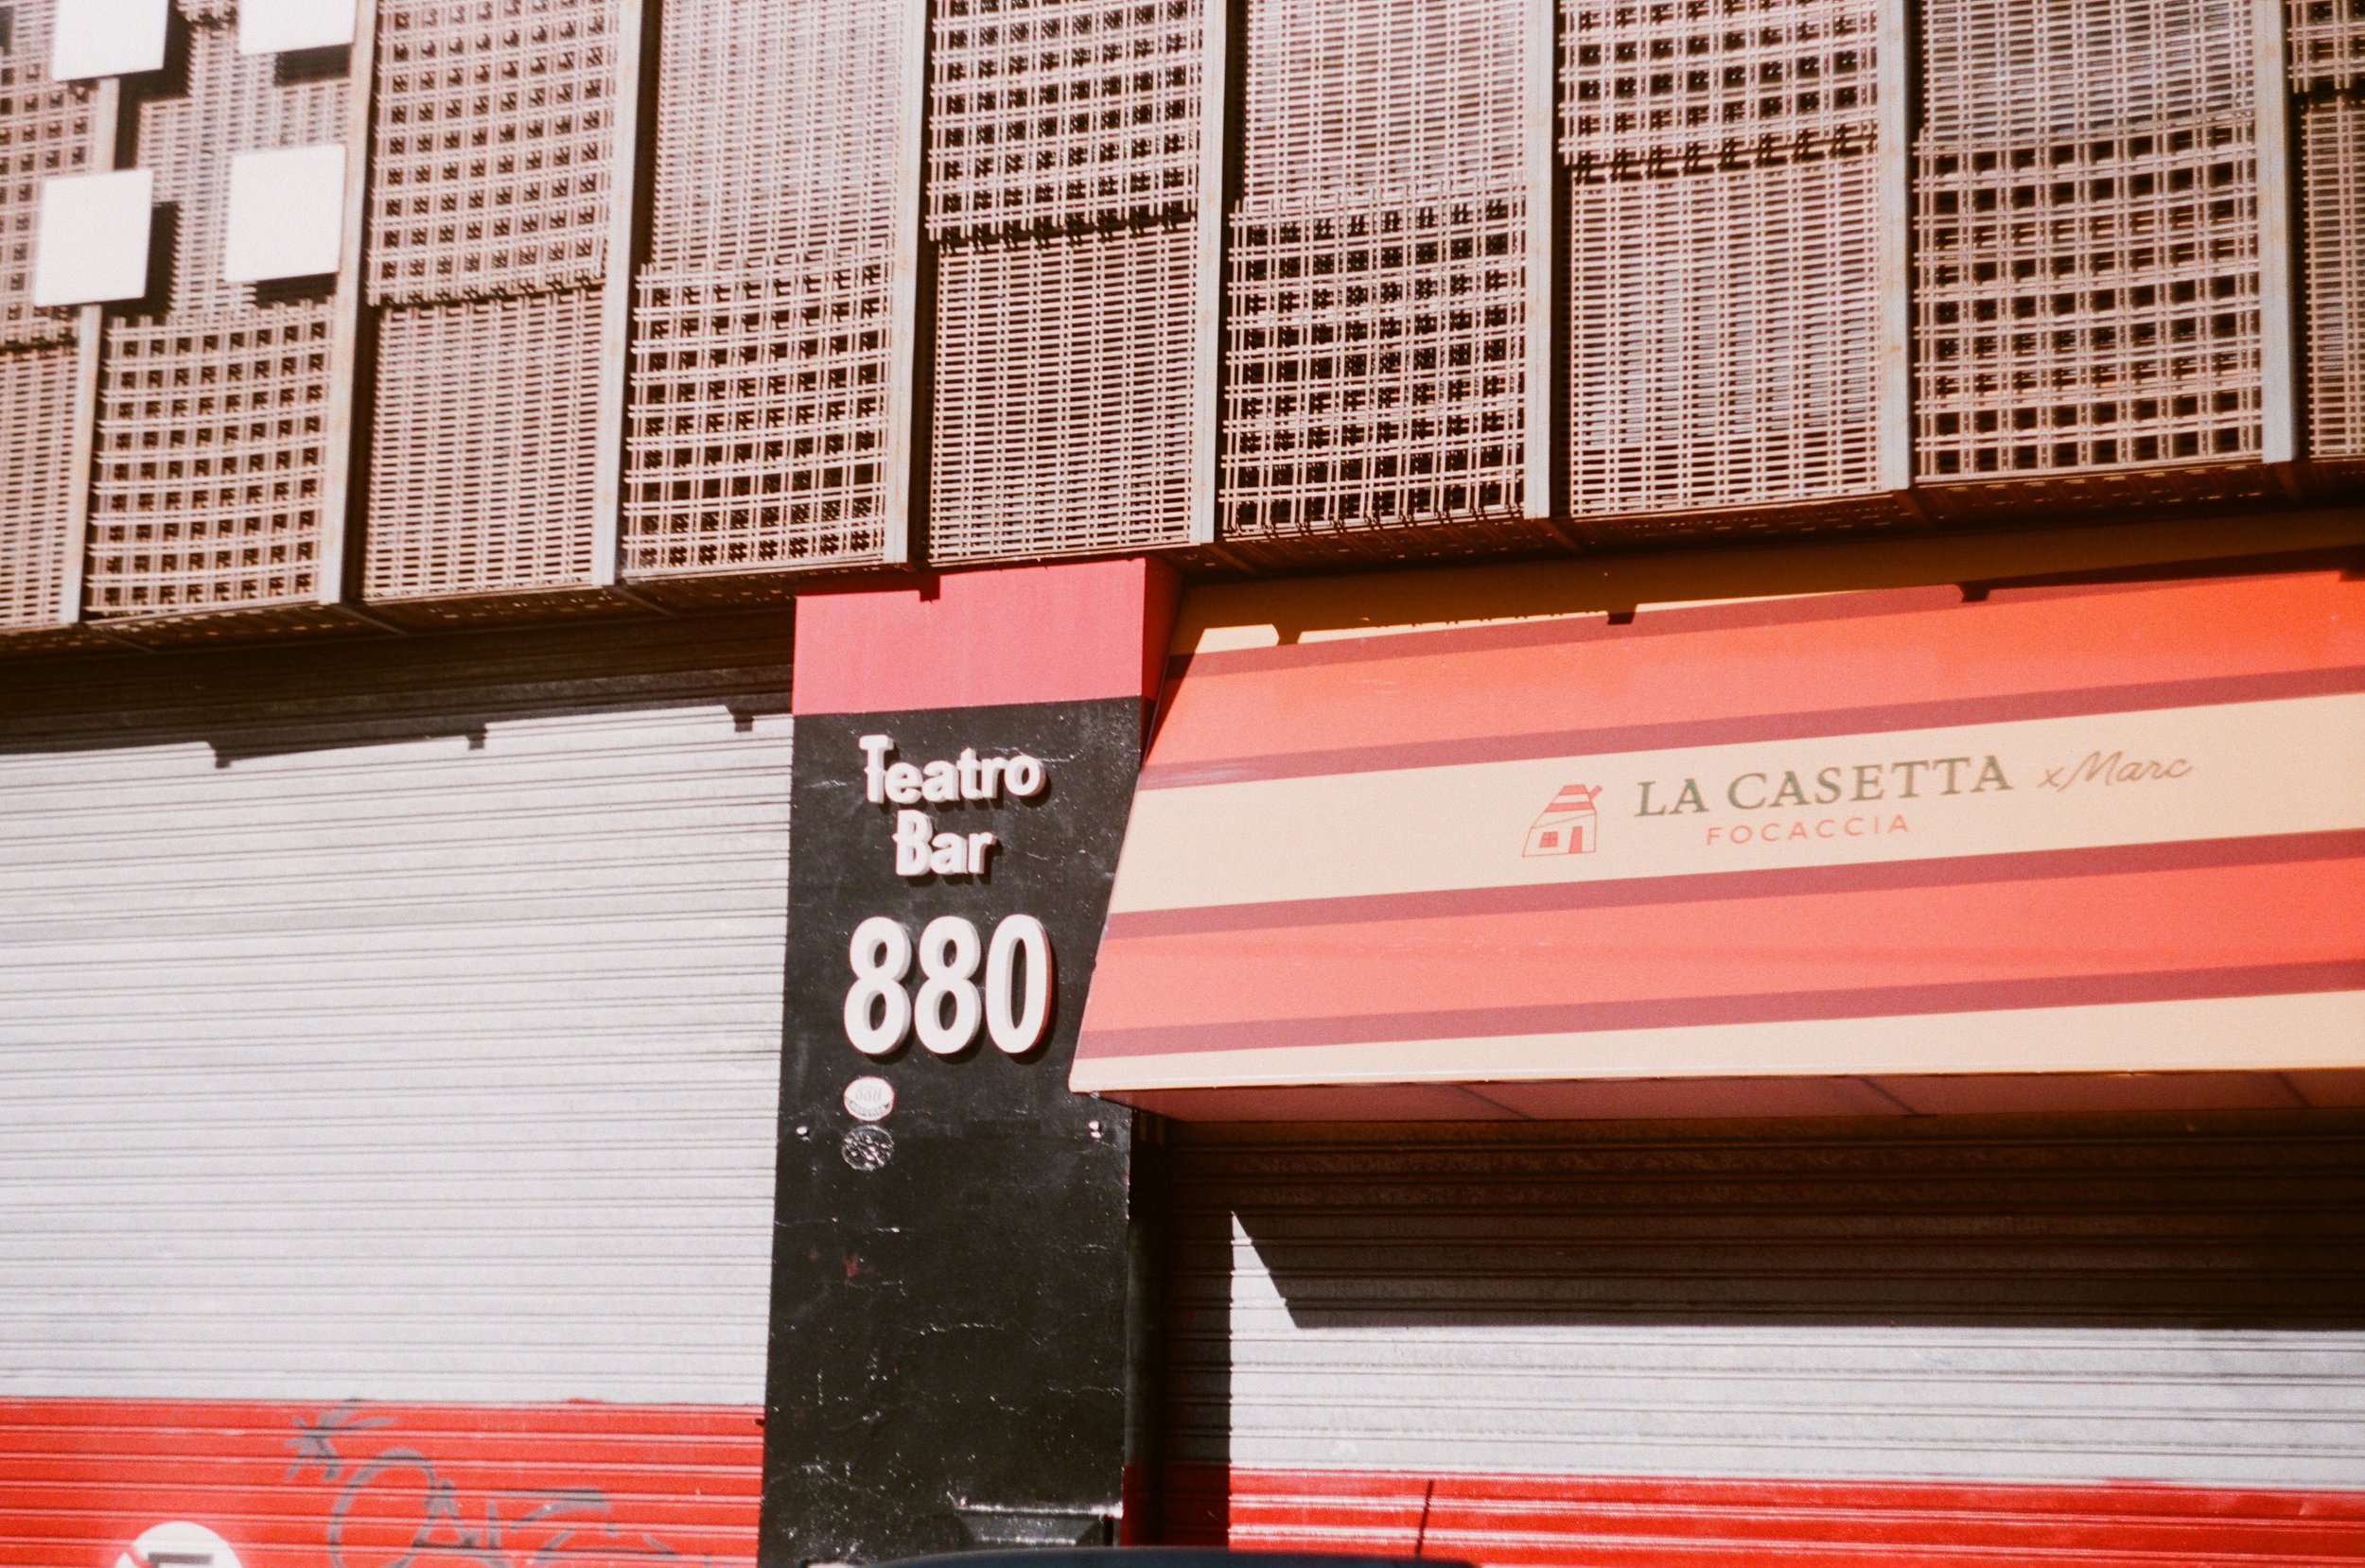 Teatro
Bar
880
LA CASETTA x Marc
FOCACCIA